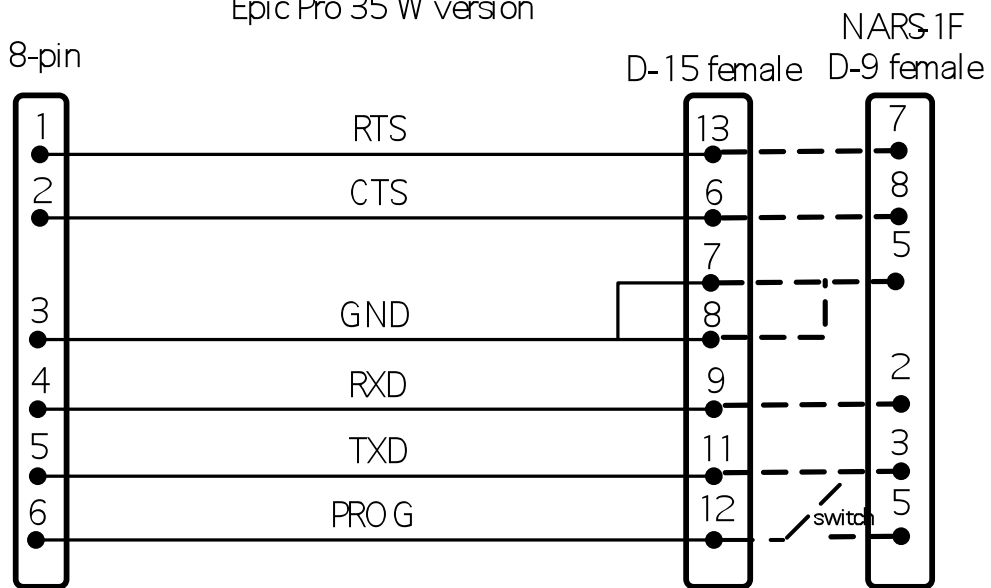 Epic Pro 35 W version
NARS-1F
8-pin
D-15 female
D-9 female
1
RTS
13
7
2
CTS
6
8
7
5
3
GND
8
4
RXD
9
2
5
TXD
11
3
6
PROG
12
switch
5